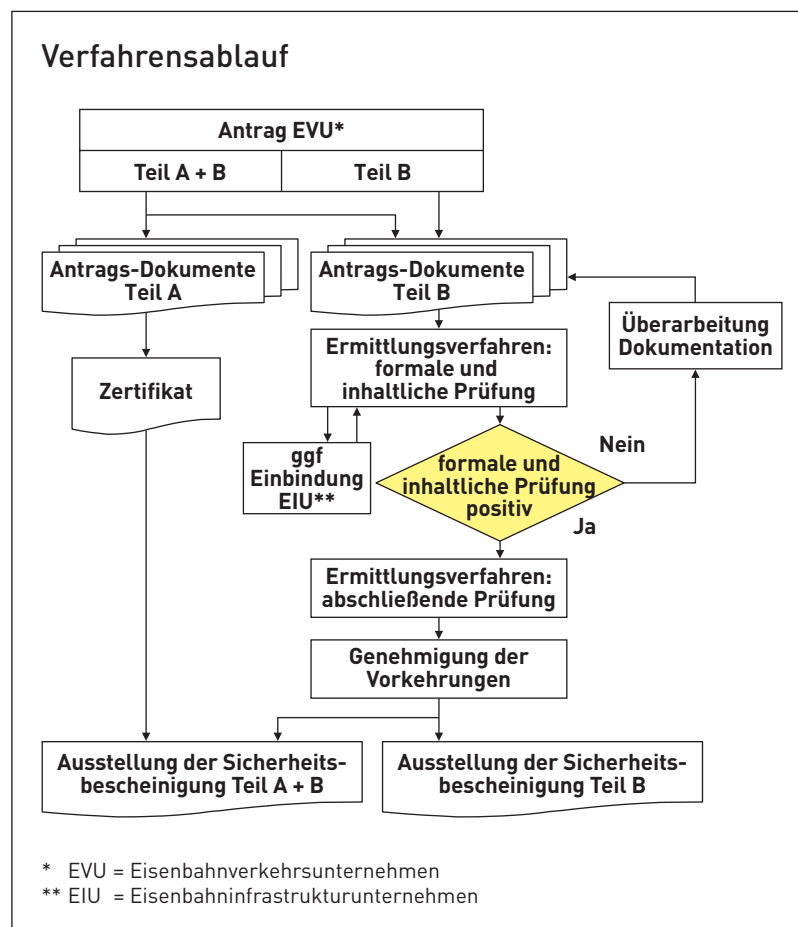 Verfahrensablauf
Antrag EVU*
Teil A + B
Teil B
Antrags-Dokumente
Teil A
Antrags-Dokumente
Teil B
Überarbeitung
Dokumentation
Zertifikat
Ermittlungsverfahren:
formale und
inhaltliche Prüfung
ggf
Einbindung
EIU**
formale und
inhaltliche Prüfung
positiv
Nein
Ja
Ermittlungsverfahren:
abschließende Prüfung
Genehmigung der
Vorkehrungen
Ausstellung der Sicherheits-
bescheinigung Teil A + B
Ausstellung der Sicherheits-
bescheinigung Teil B
* EVU = Eisenbahnverkehrsunternehmen
** EIU = Eisenbahninfrastrukturunternehmen